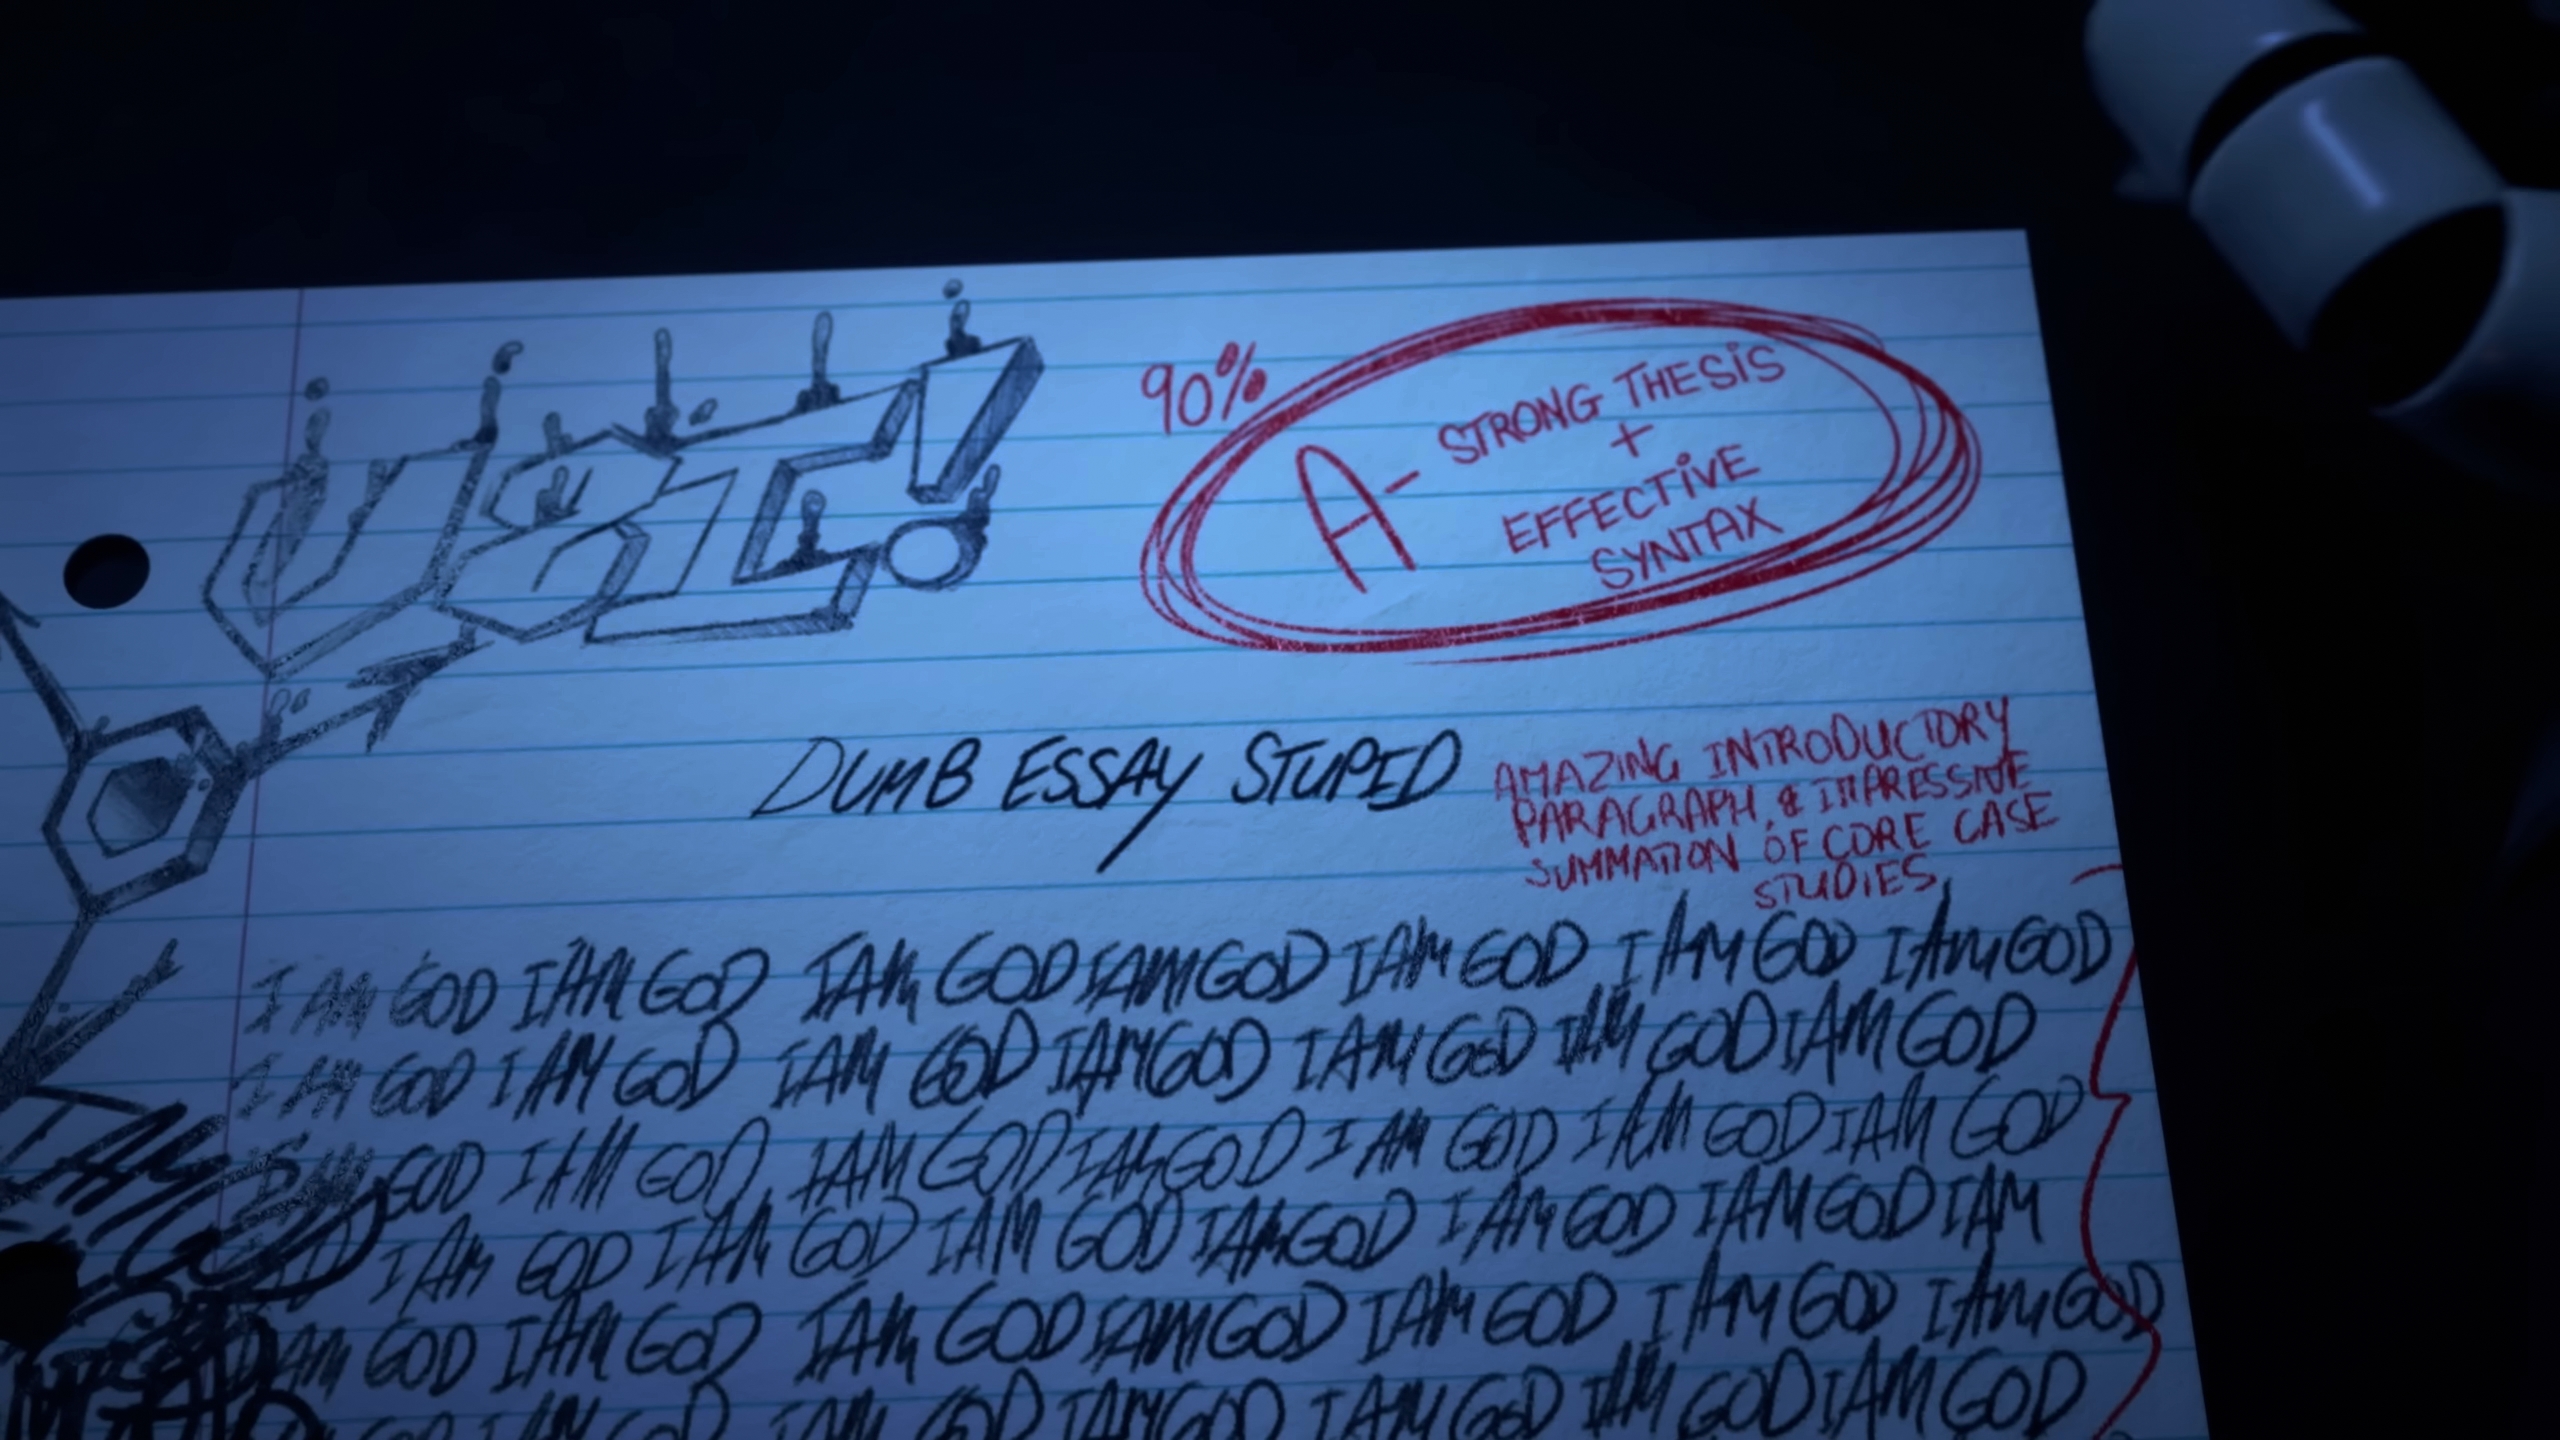 90%
A- STRONG THESIS
+
EFFECTIVE
SYNTAX
DUMB ESSAY STUPID
AMAZING INTRODUCTORY
PARAGRAPH, & IMPRESSIVE
SUMMATION OF CORE CASE
STUDIES
I AM GOD I AM GOD I AM GOD I AM GOD I AM GOD I AM GOD I AM GOD
I AM GOD I AM GOD I AM GOD I AM GOD I AM GOD I AM GOD I AM GOD
I AM GOD I AM GOD I AM GOD I AM GOD I AM GOD I AM GOD I AM GOD
I AM GOD I AM GOD I AM GOD I AM GOD I AM GOD I AM GOD I AM
I AM GOD I AM GOD I AM GOD I AM GOD I AM GOD I AM GOD I AM GOD
GOD I AM GOD I AM GOD I AM GOD I AM GOD I AM GOD I AM GOD
I AM
GOD